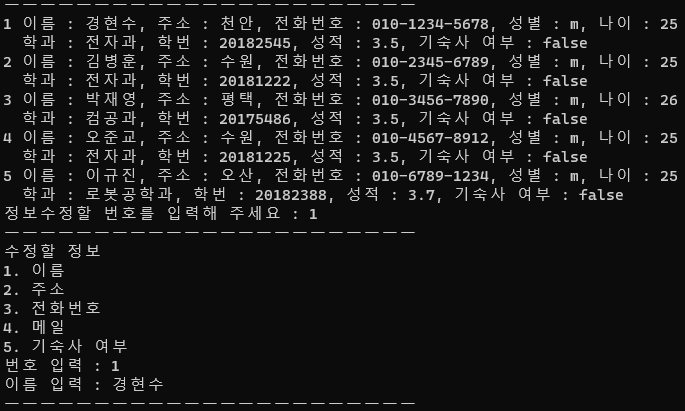 ㅡㅡㅡㅡㅡㅡㅡㅡㅡㅡㅡㅡㅡㅡㅡㅡㅡㅡㅡㅡㅡㅡㅡ
1 이름 : 경현수, 주소 : 천안, 전화번호 : 010-1234-5678, 성별 : m, 나이 : 25
학과 : 전자과, 학번 : 20182545, 성적 : 3.5, 기숙사 여부 : false
2 이름 : 김병훈, 주소 : 수원, 전화번호 : 010-2345-6789, 성별 : m, 나이 : 25
학과 : 전자과, 학번 : 20181222, 성적 : 3.5, 기숙사 여부 : false
3 이름 : 박재영, 주소 : 평택, 전화번호 : 010-3456-7890, 성별 : m, 나이 : 26
학과 : 컴공과, 학번 : 20175486, 성적 : 3.5, 기숙사 여부 : false
4 이름 : 오준교, 주소 : 수원, 전화번호 : 010-4567-8912, 성별 : m, 나이 : 25
학과 : 전자과, 학번 : 20181225, 성적 : 3.5, 기숙사 여부 : false
5 이름 : 이규진, 주소 : 오산, 전화번호 : 010-6789-1234, 성별 : m, 나이 : 25
학과 : 로봇공학과, 학번 : 20182388, 성적 : 3.7, 기숙사 여부 : false
정보수정할 번호를 입력해 주세요 : 1
ㅡㅡㅡㅡㅡㅡㅡㅡㅡㅡㅡㅡㅡㅡㅡㅡㅡㅡㅡㅡㅡㅡㅡ
수정할 정보
1. 이름
2. 주소
3. 전화번호
4. 메일
5. 기숙사 여부
번호 입력 : 1
이름 입력 : 경현수
ㅡㅡㅡㅡㅡㅡㅡㅡㅡㅡㅡㅡㅡㅡㅡㅡㅡㅡㅡㅡㅡㅡㅡ